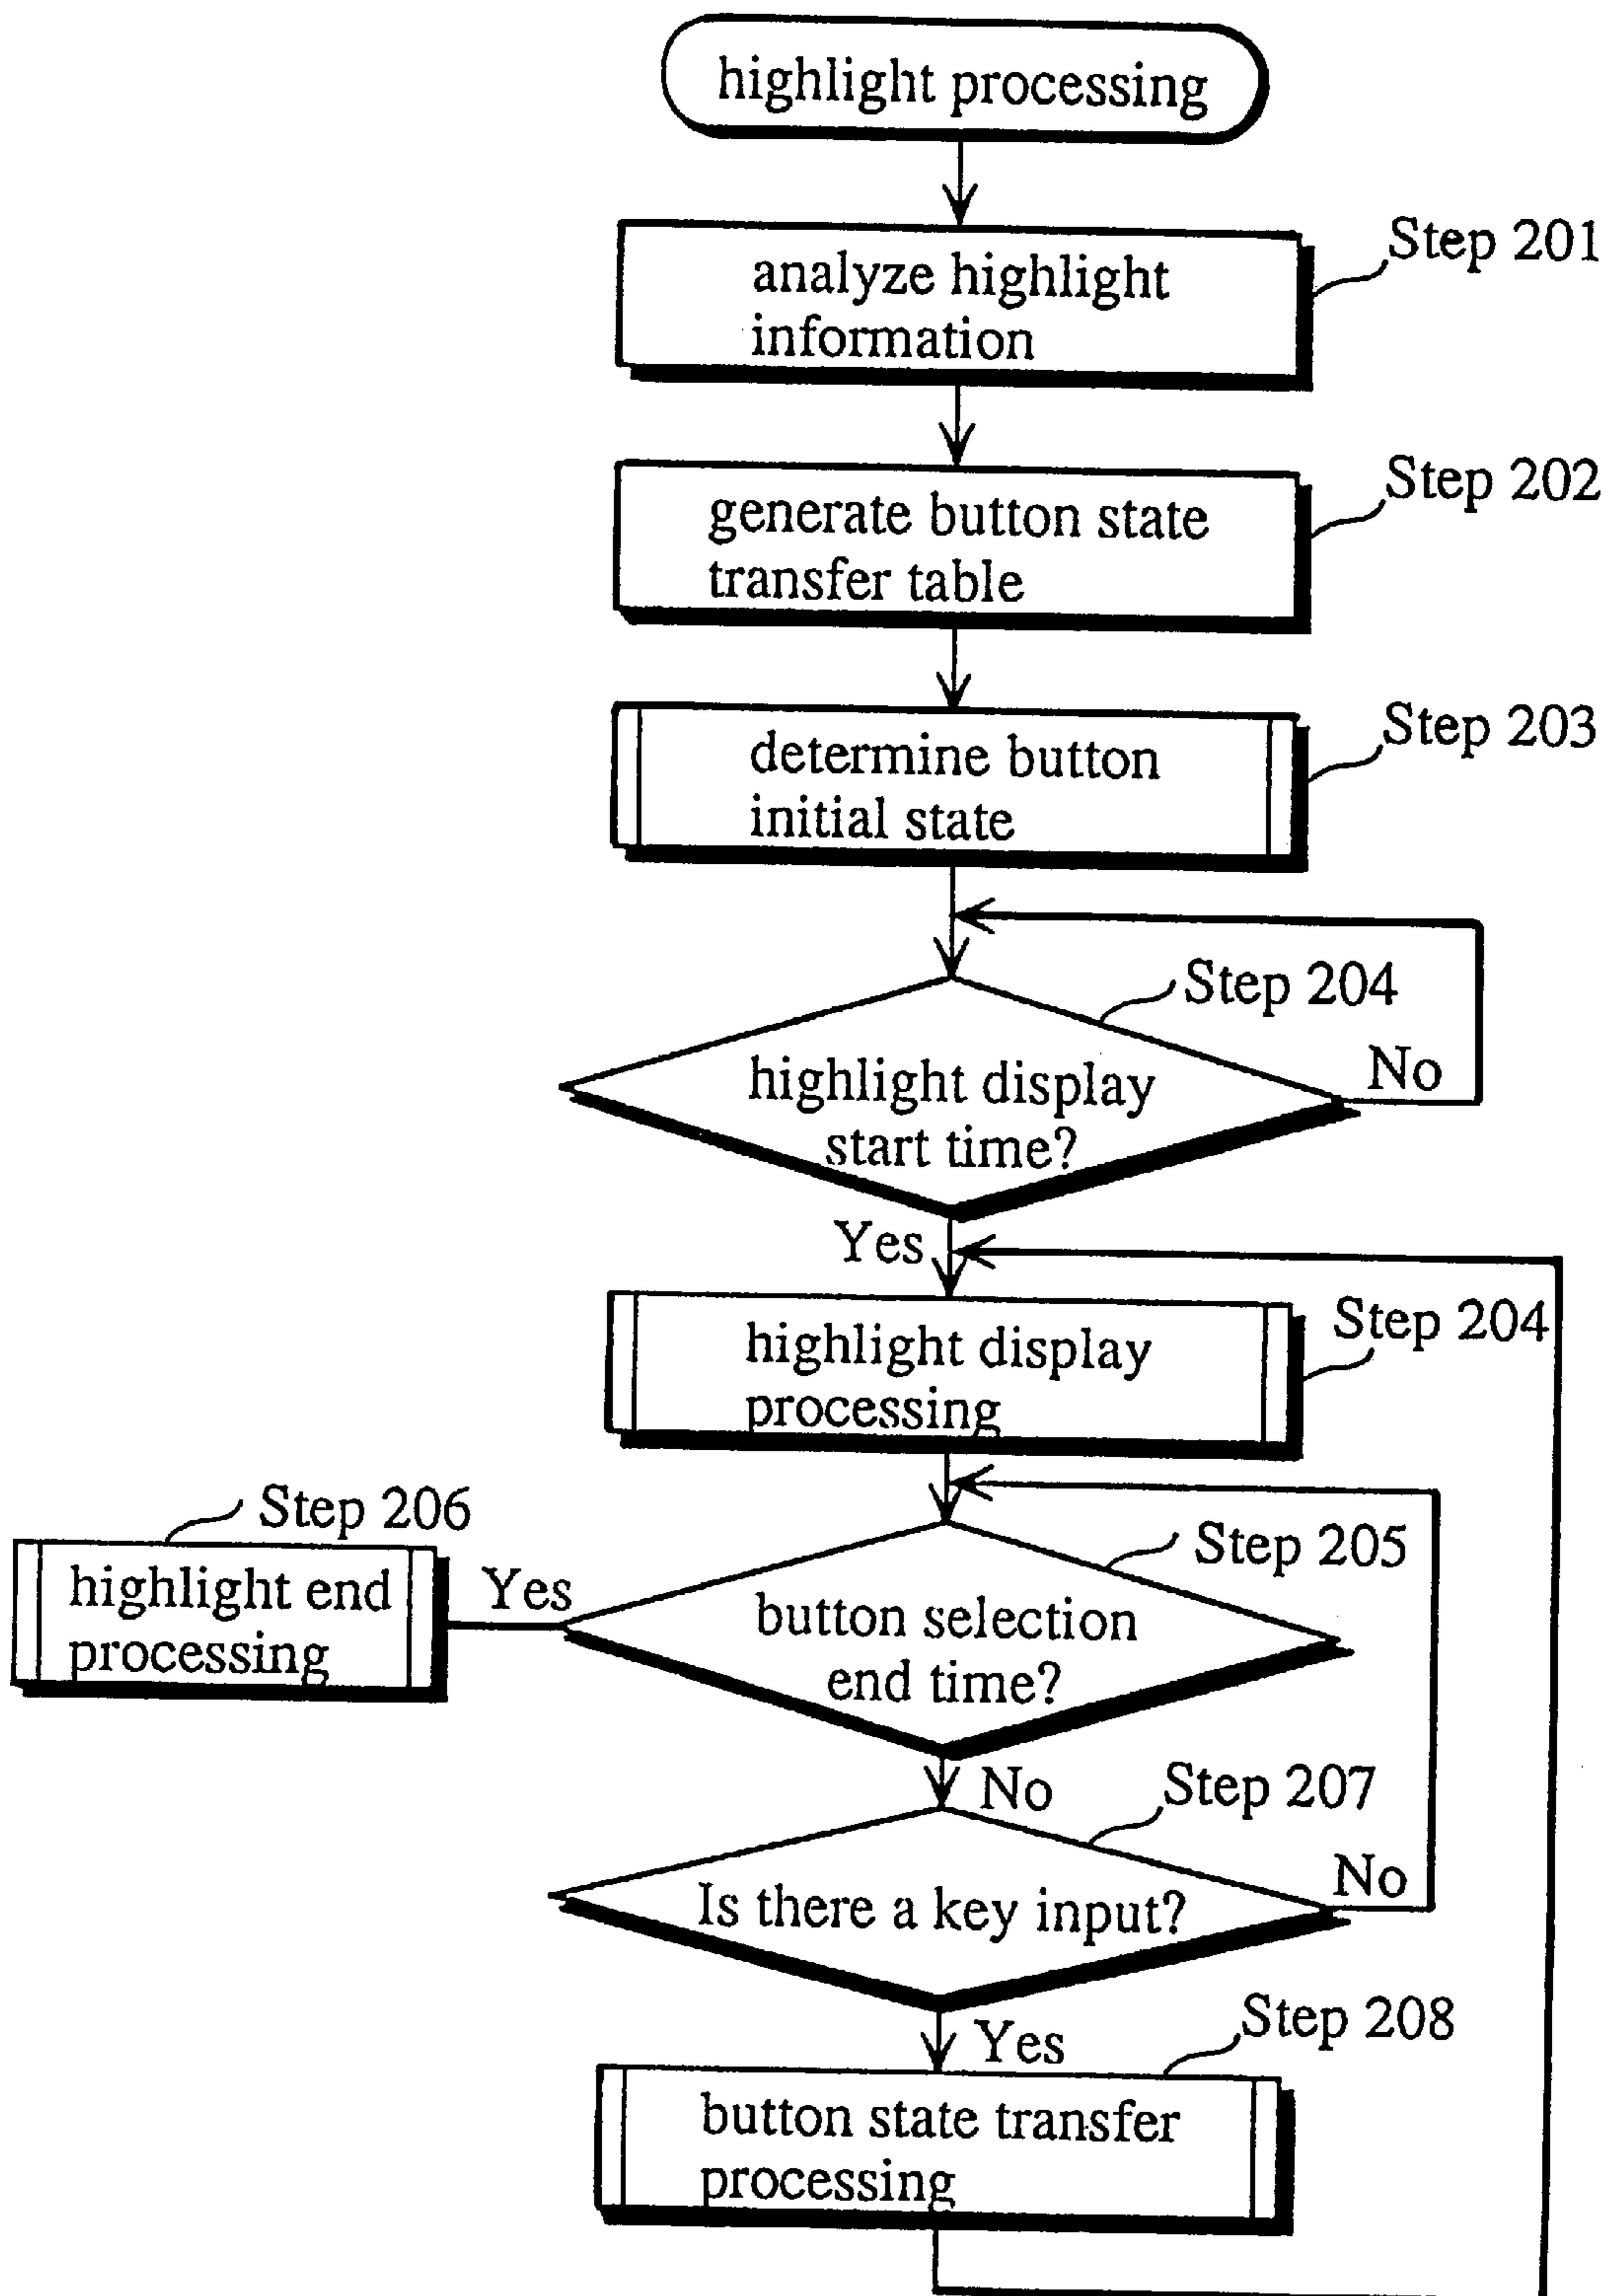 highlight processing
Step 201
analyze highlight
information
Step 202
generate button state
transfer table
Step 203
determine button
initial state
Step 204
No
highlight display
start time?
Yes
Step 204
highlight display
processing
Step 206
highlight end
processing
Yes
Step 205
button selection
end time?
No
Step 207
No
Is there a key input?
Yes
Step 208
button state transfer
processing